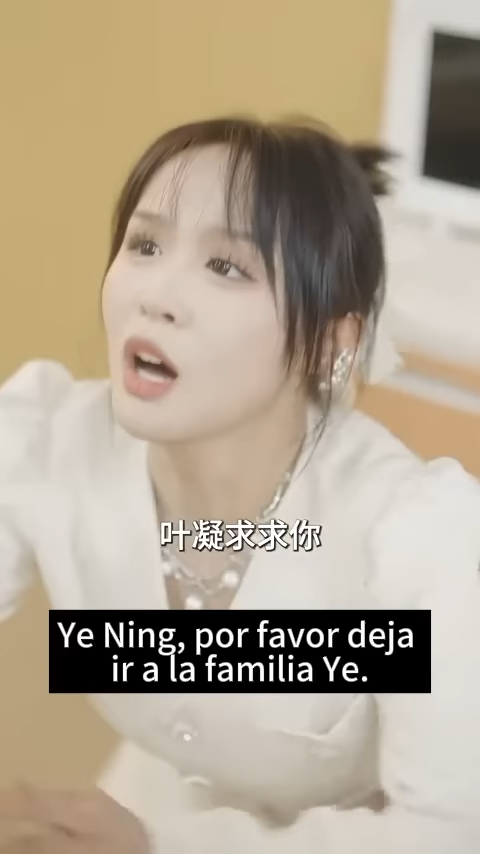 叶凝求求你
Ye Ning, por favor deja
ir a la familia Ye.